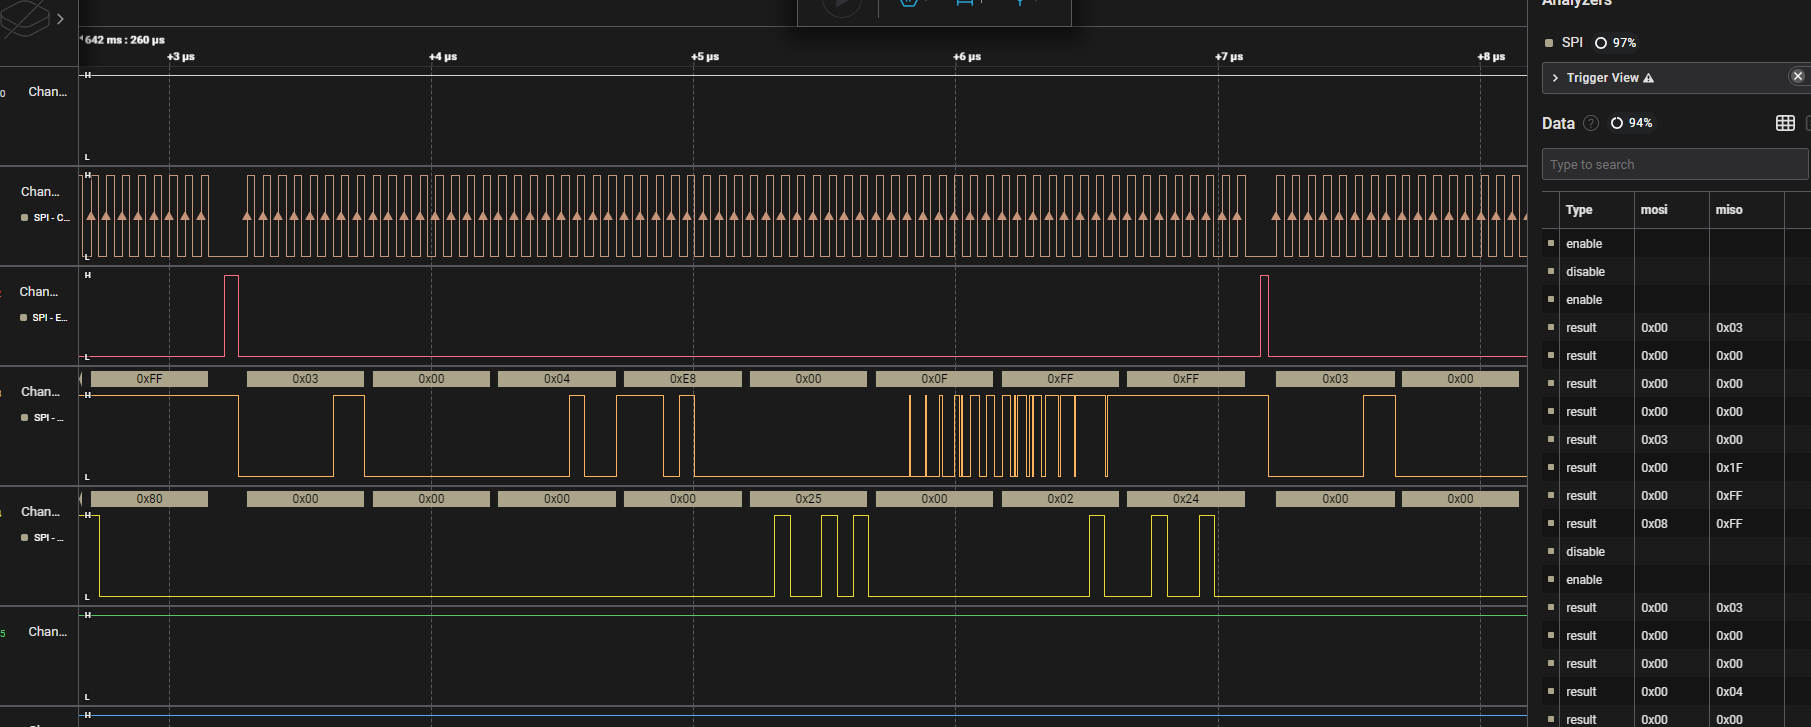 642 ms : 260 µs
+3 µs +4 µs +5 µs +6 µs +7 µs +8 µs
0 Chan...
H
L
Chan...
SPI - C...
H
L
Chan...
SPI - E...
H
L
0xFF 0x03 0x00 0x04 0xE8 0x00 0x0F 0xFF 0xFF 0x03 0x00
Chan...
SPI - ...
H
L
0x80 0x00 0x00 0x00 0x00 0x25 0x00 0x02 0x24 0x00 0x00
Chan...
SPI - ...
H
L
5 Chan...
H
L
H
Analyzers
SPI 97%
Trigger View
Data ? 94%
Type to search
Type mosi miso
enable
disable
enable
result 0x00 0x03
result 0x00 0x00
result 0x00 0x00
result 0x00 0x00
result 0x03 0x00
result 0x00 0x1F
result 0x00 0xFF
result 0x08 0xFF
disable
enable
result 0x00 0x03
result 0x00 0x00
result 0x00 0x00
result 0x00 0x04
result 0x00 0x00